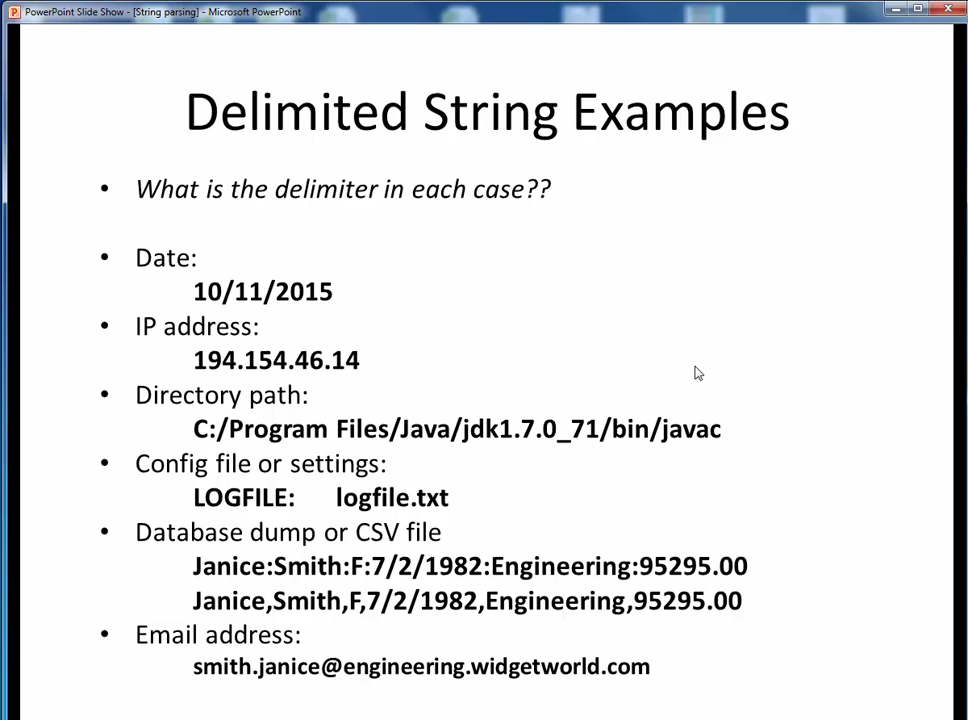 PowerPoint Slide Show - [String parsing] - Microsoft PowerPoint
Delimited String Examples
• What is the delimiter in each case??
• Date:
10/11/2015
• IP address:
194.154.46.14
• Directory path:
C:/Program Files/Java/jdk1.7.0_71/bin/javac
• Config file or settings:
LOGFILE: logfile.txt
• Database dump or CSV file
Janice:Smith:F:7/2/1982:Engineering:95295.00
Janice,Smith,F,7/2/1982,Engineering,95295.00
• Email address:
smith.janice@engineering.widgetworld.com